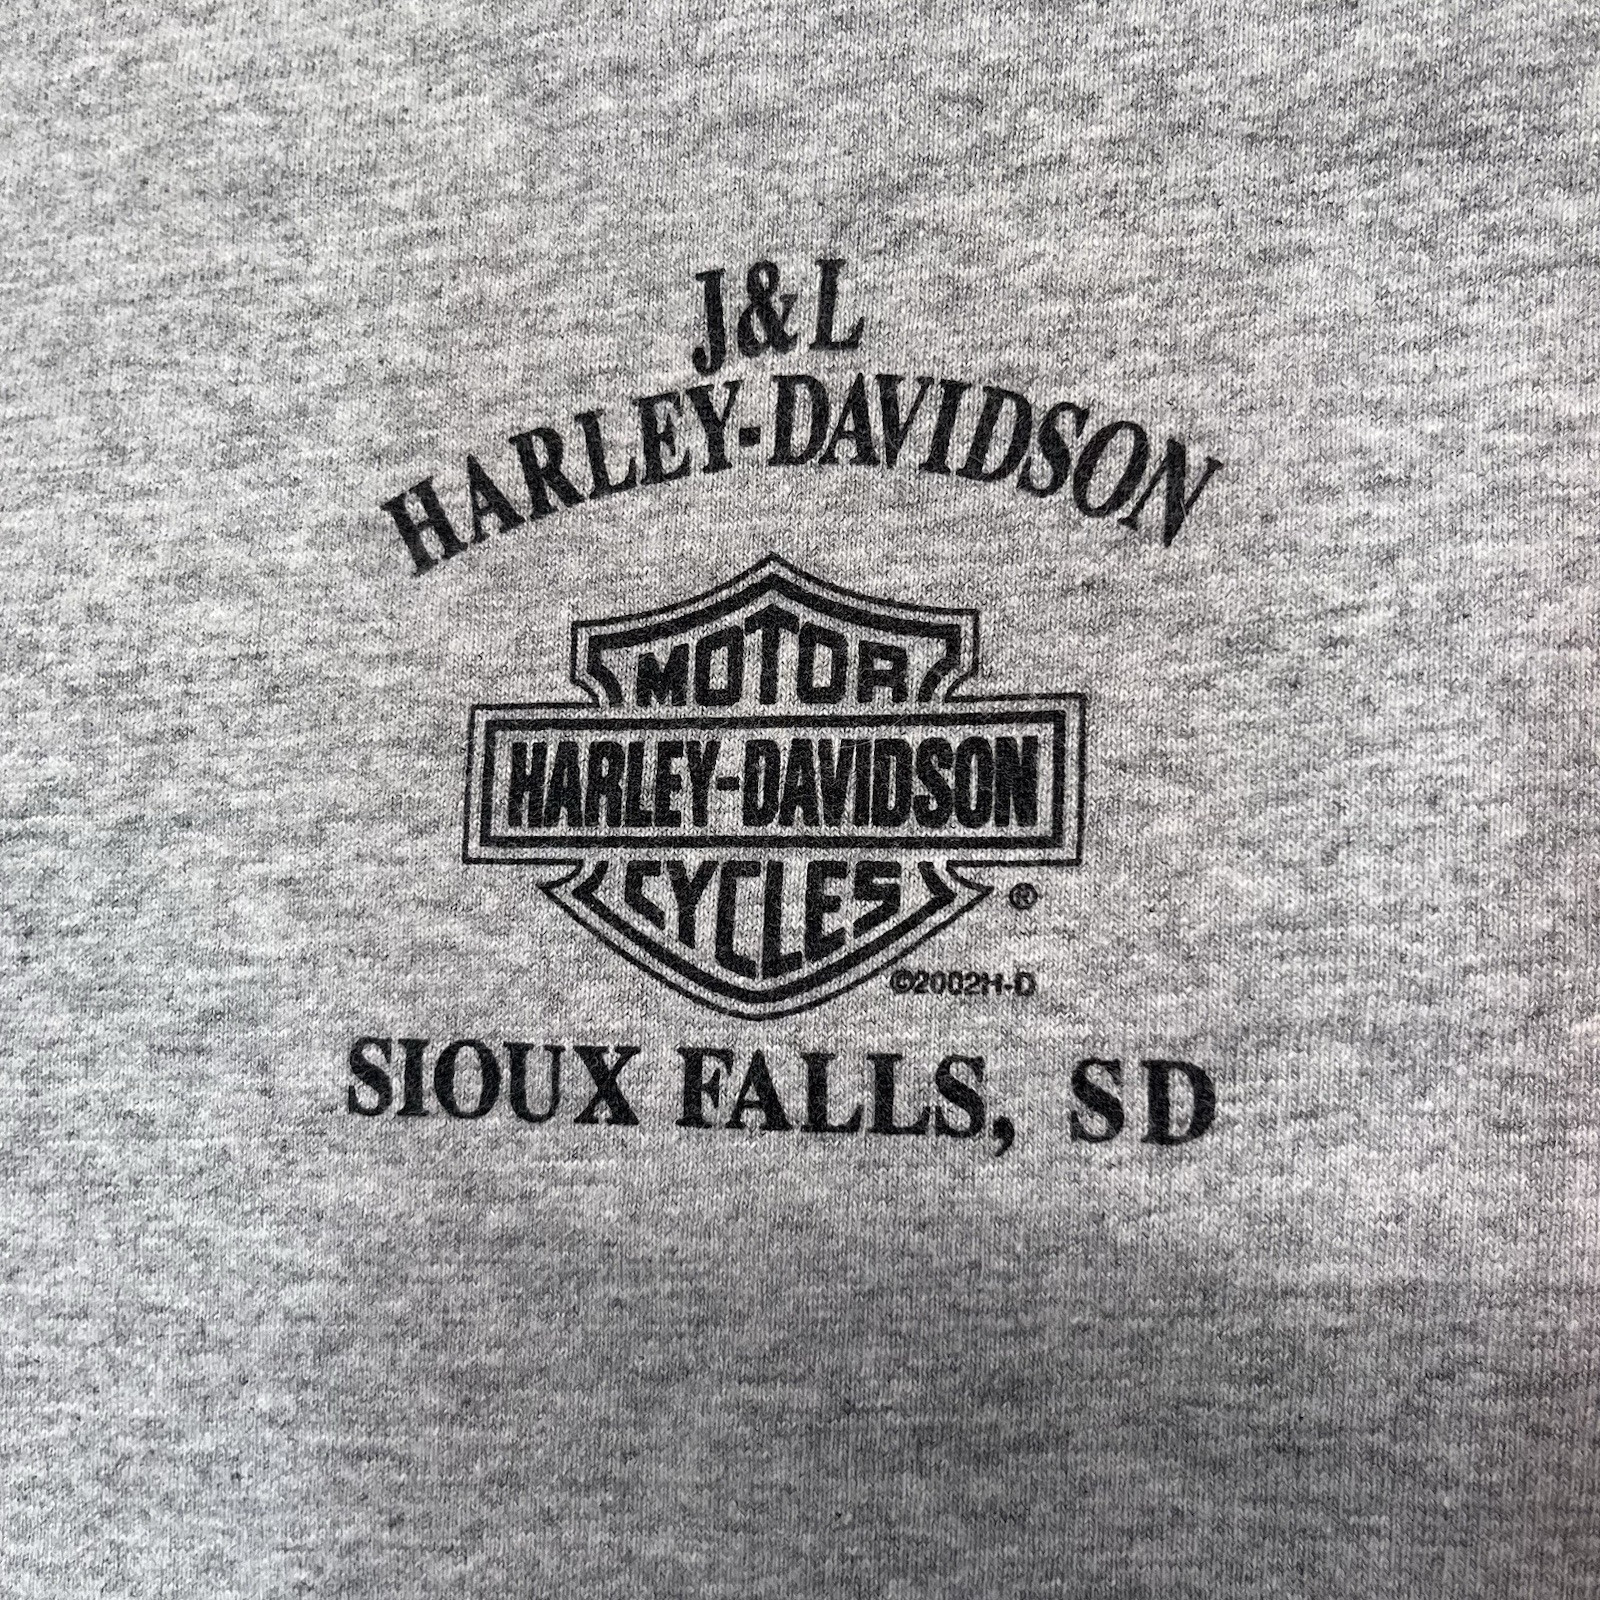 J&L
HARLEY-DAVIDSON
MOTOR
HARLEY-DAVIDSON
CYCLES
®
©2002H-D
SIOUX FALLS, SD